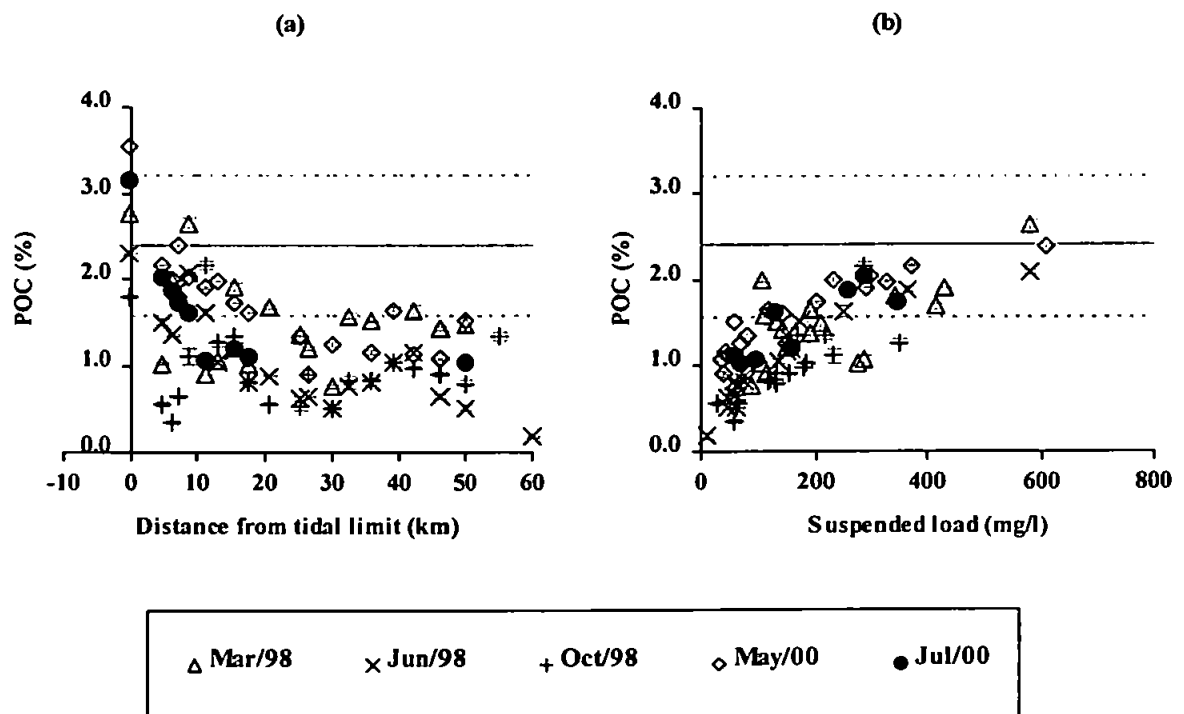 (a)
(b)
4.0
3.0
2.0
1.0
0.0
POC (%)
-10 0 10 20 30 40 50 60
Distance from tidal limit (km)
4.0
3.0
2.0
1.0
0.0
POC (%)
0 200 400 600 800
Suspended load (mg/l)
Mar/98 Jun/98 Oct/98 May/00 Jul/00